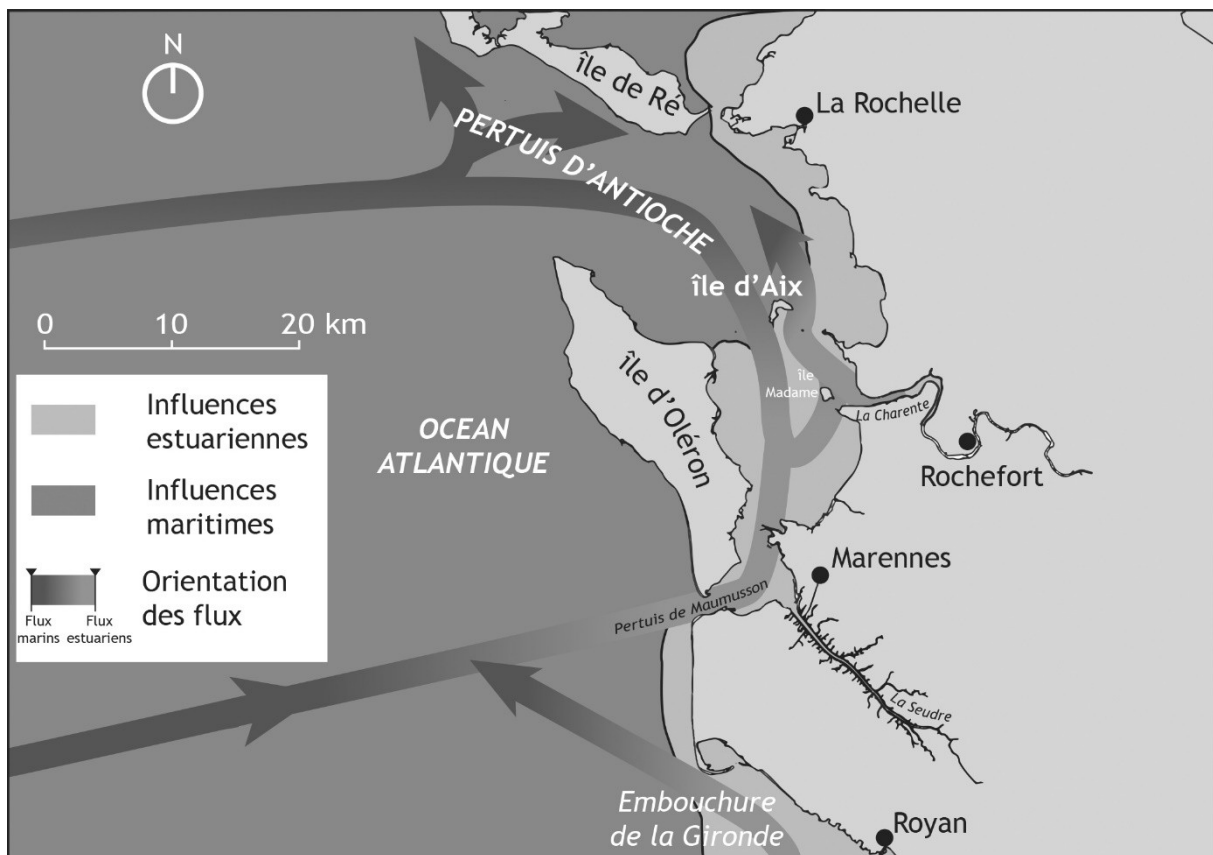 N
île de Ré
La Rochelle
PERTUIS D'ANTIOCHE
île d'Aix
0 10 20 km
île
Madame
La Charente
île d'Oléron
Rochefort
OCEAN
ATLANTIQUE
Influences
estuariennes
Influences
maritimes
Orientation
des flux
Flux
marins
Flux
estuariens
Marennes
Pertuis de Maumusson
La Seudre
Embouchure
de la Gironde
Royan